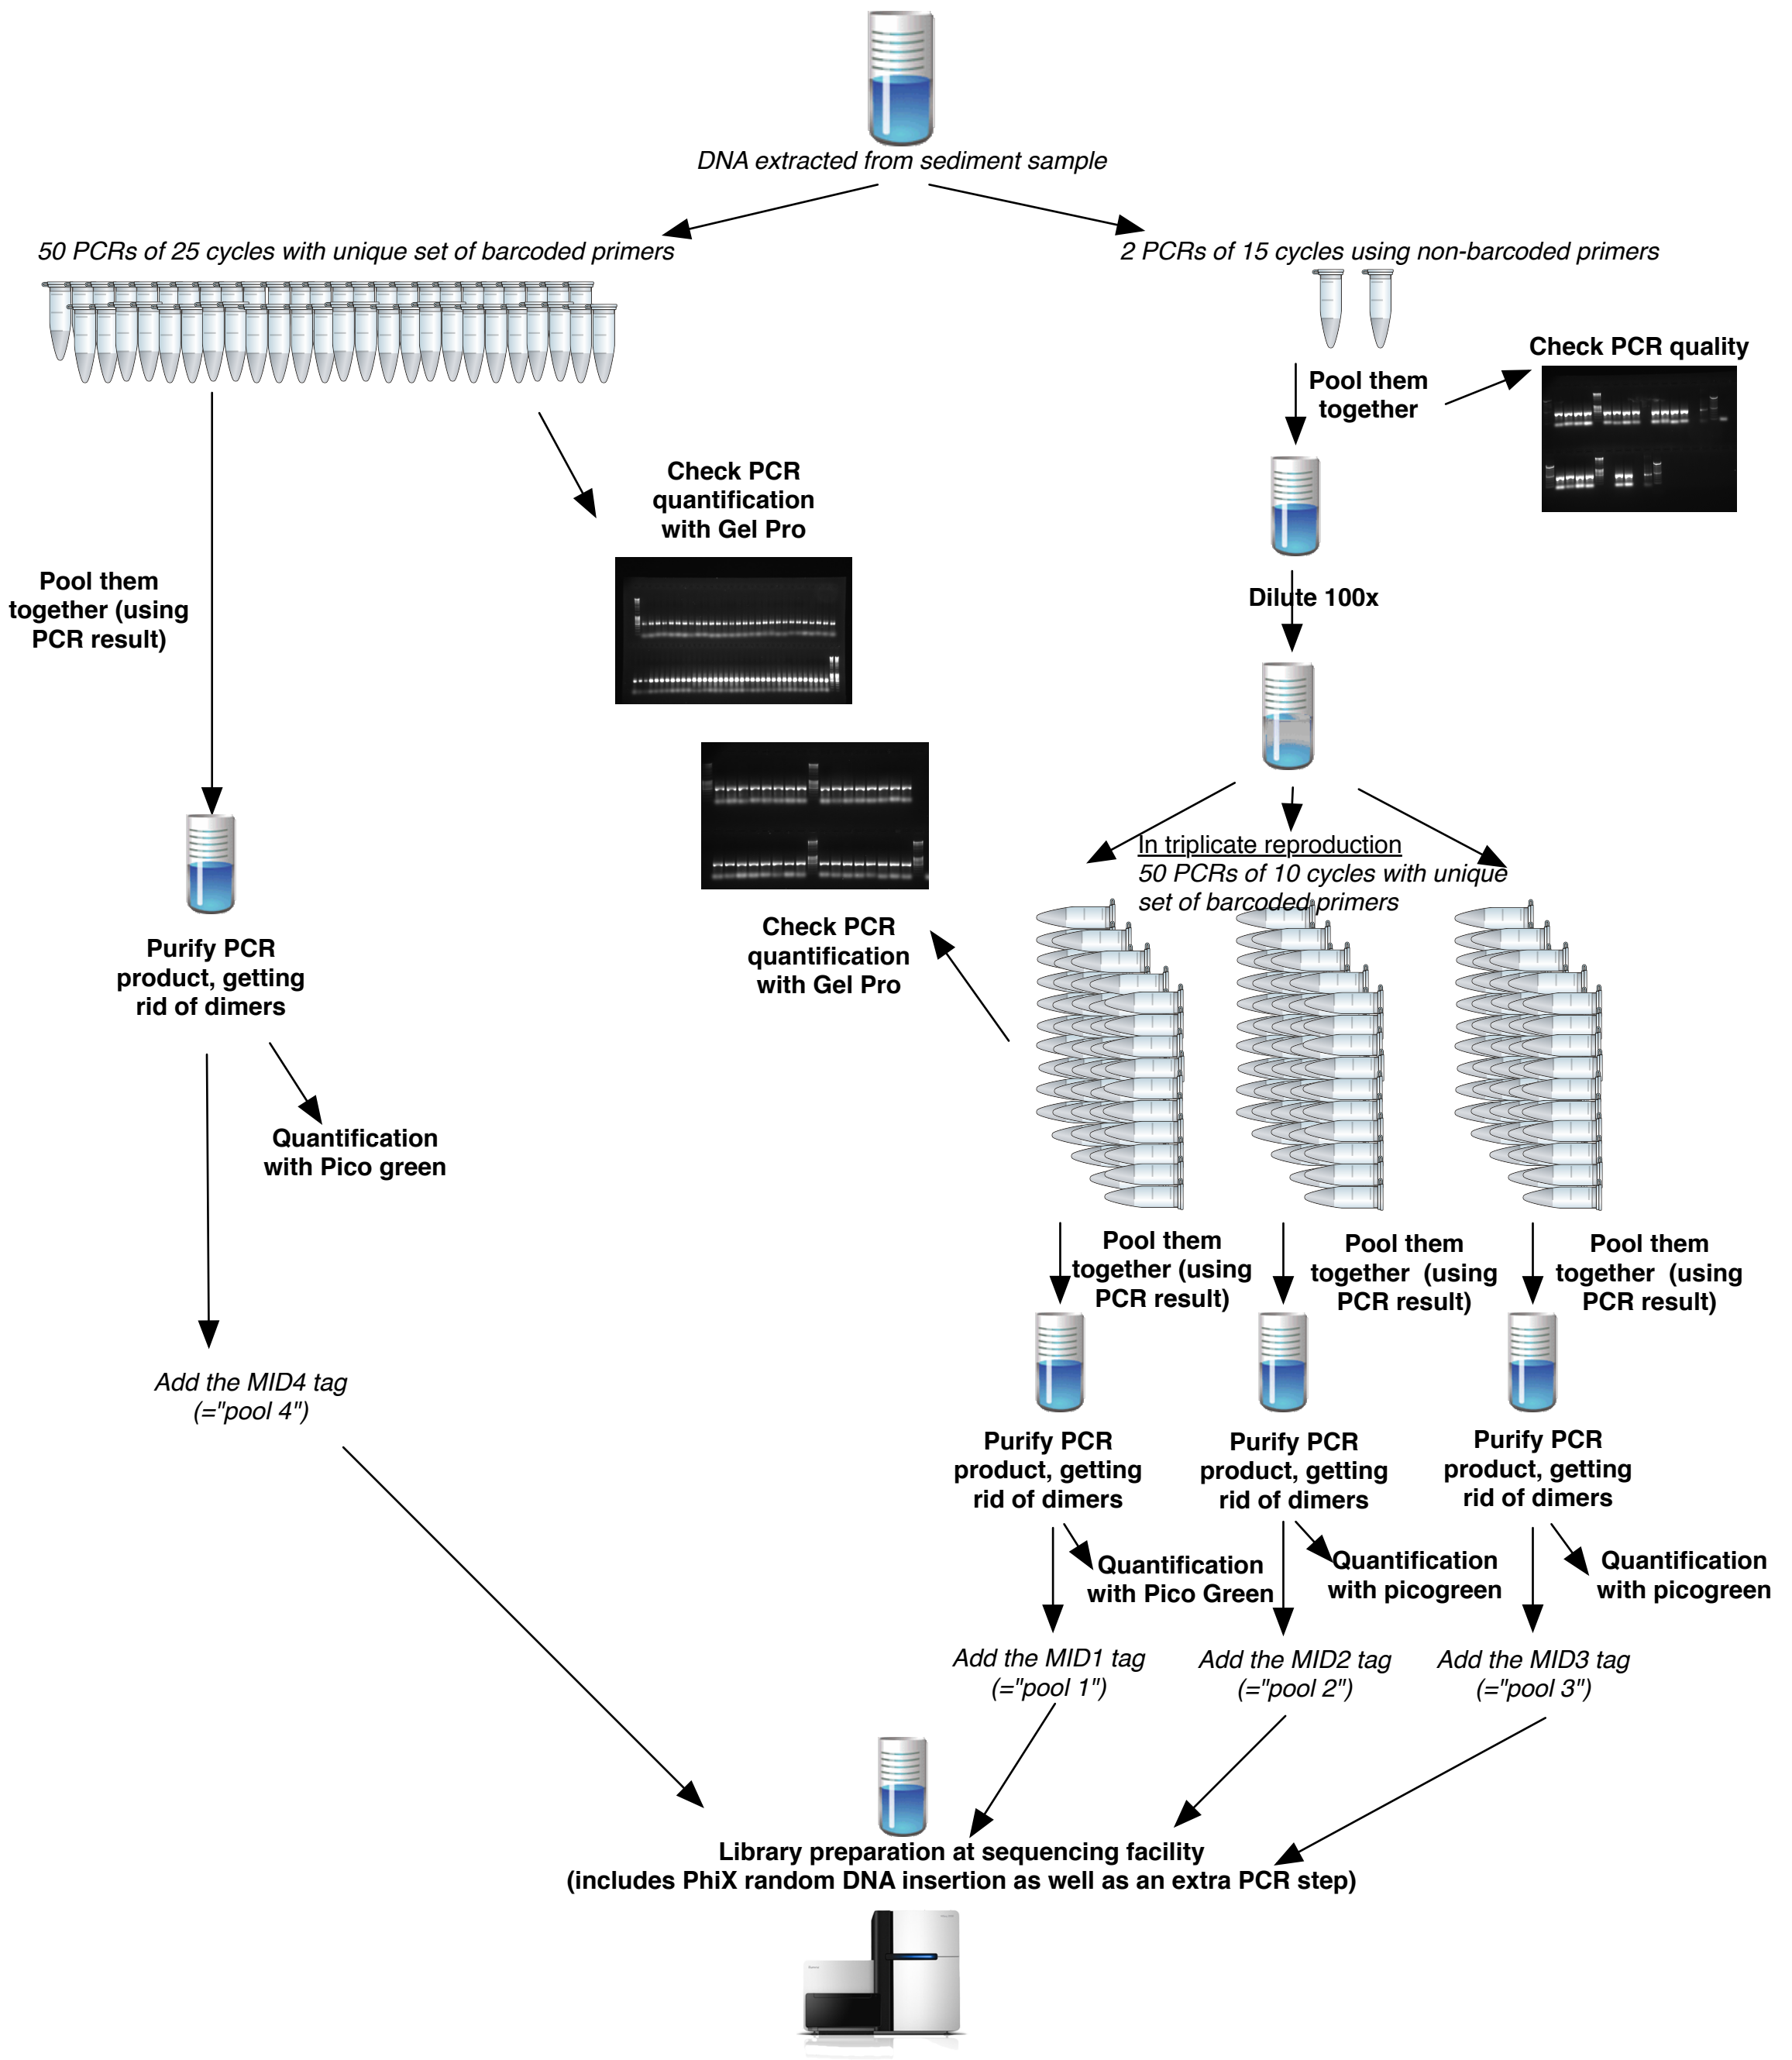 DNA extracted from sediment sample
50 PCRs of 25 cycles with unique set of barcoded primers
2 PCRs of 15 cycles using non-barcoded primers
Check PCR quality
Pool them
together
Check PCR
quantification
with Gel Pro
Pool them
together (using
PCR result)
Dilute 100x
In triplicate reproduction
50 PCRs of 10 cycles with unique
set of barcoded primers
Check PCR
quantification
with Gel Pro
Purify PCR
product, getting
rid of dimers
Quantification
with Pico green
Pool them
together (using
PCR result)
Pool them
together (using
PCR result)
Pool them
together (using
PCR result)
Add the MID4 tag
(="pool 4")
Purify PCR
product, getting
rid of dimers
Purify PCR
product, getting
rid of dimers
Purify PCR
product, getting
rid of dimers
Quantification
with Pico Green
Quantification
with picogreen
Quantification
with picogreen
Add the MID1 tag
(="pool 1")
Add the MID2 tag
(="pool 2")
Add the MID3 tag
(="pool 3")
Library preparation at sequencing facility
(includes PhiX random DNA insertion as well as an extra PCR step)